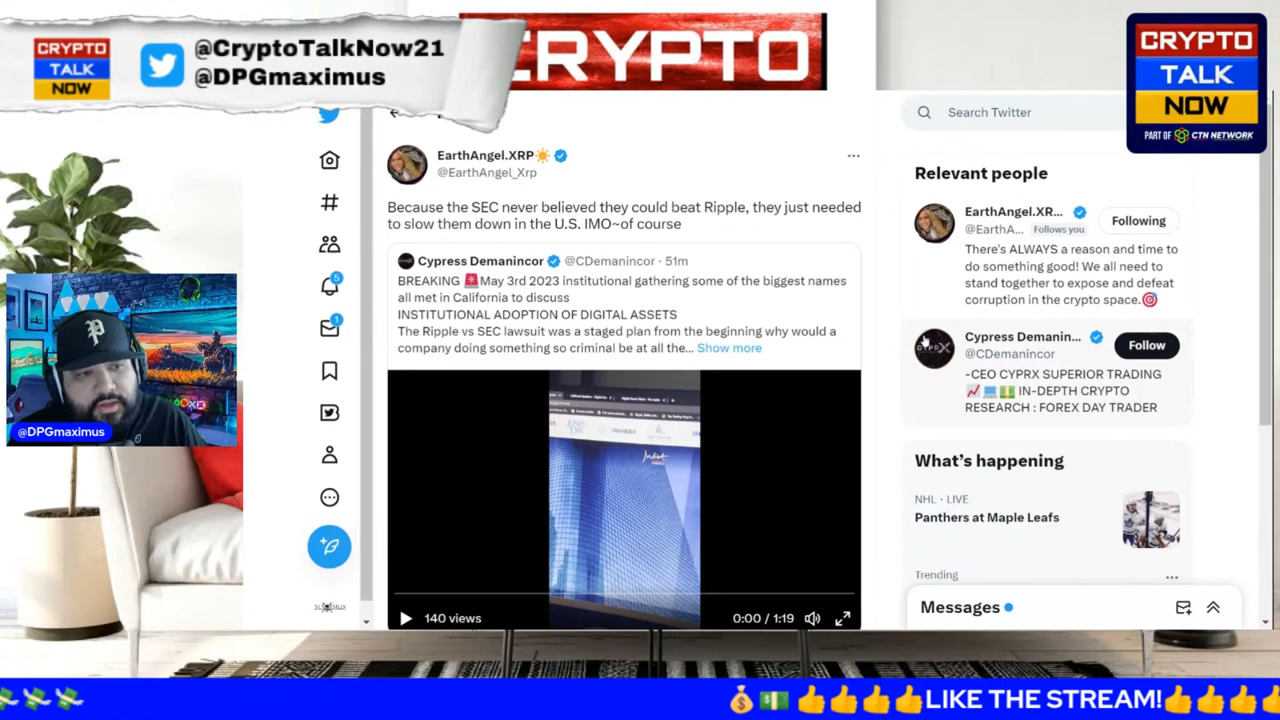 CRYPTO
TALK
NOW
@CryptoTalkNow21
@DPGmaximus
CRYPTO
CRYPTO
TALK
NOW
PART OF CTN NETWORK
Search Twitter
EarthAngel.XRP
@EarthAngel_Xrp
Because the SEC never believed they could beat Ripple, they just needed
to slow them down in the U.S. IMO~of course
Cypress Demanincor @CDemanincor · 51m
BREAKING 🚨May 3rd 2023 institutional gathering some of the biggest names
all met in California to discuss
INSTITUTIONAL ADOPTION OF DIGITAL ASSETS
The Ripple vs SEC lawsuit was a staged plan from the beginning why would a
company doing something so criminal be at all the... Show more
140 views
0:00 / 1:19
Relevant people
EarthAngel.XR...
@EarthA... Follows you
Following
There's ALWAYS a reason and time to
do something good! We all need to
stand together to expose and defeat
corruption in the crypto space.🎯
Cypress Demanin...
@CDemanincor
Follow
-CEO CYPRX SUPERIOR TRADING
📈💻💵 IN-DEPTH CRYPTO
RESEARCH : FOREX DAY TRADER
What's happening
NHL · LIVE
Panthers at Maple Leafs
Trending
Messages
5
1
@DPGmaximus
LIKE THE STREAM!